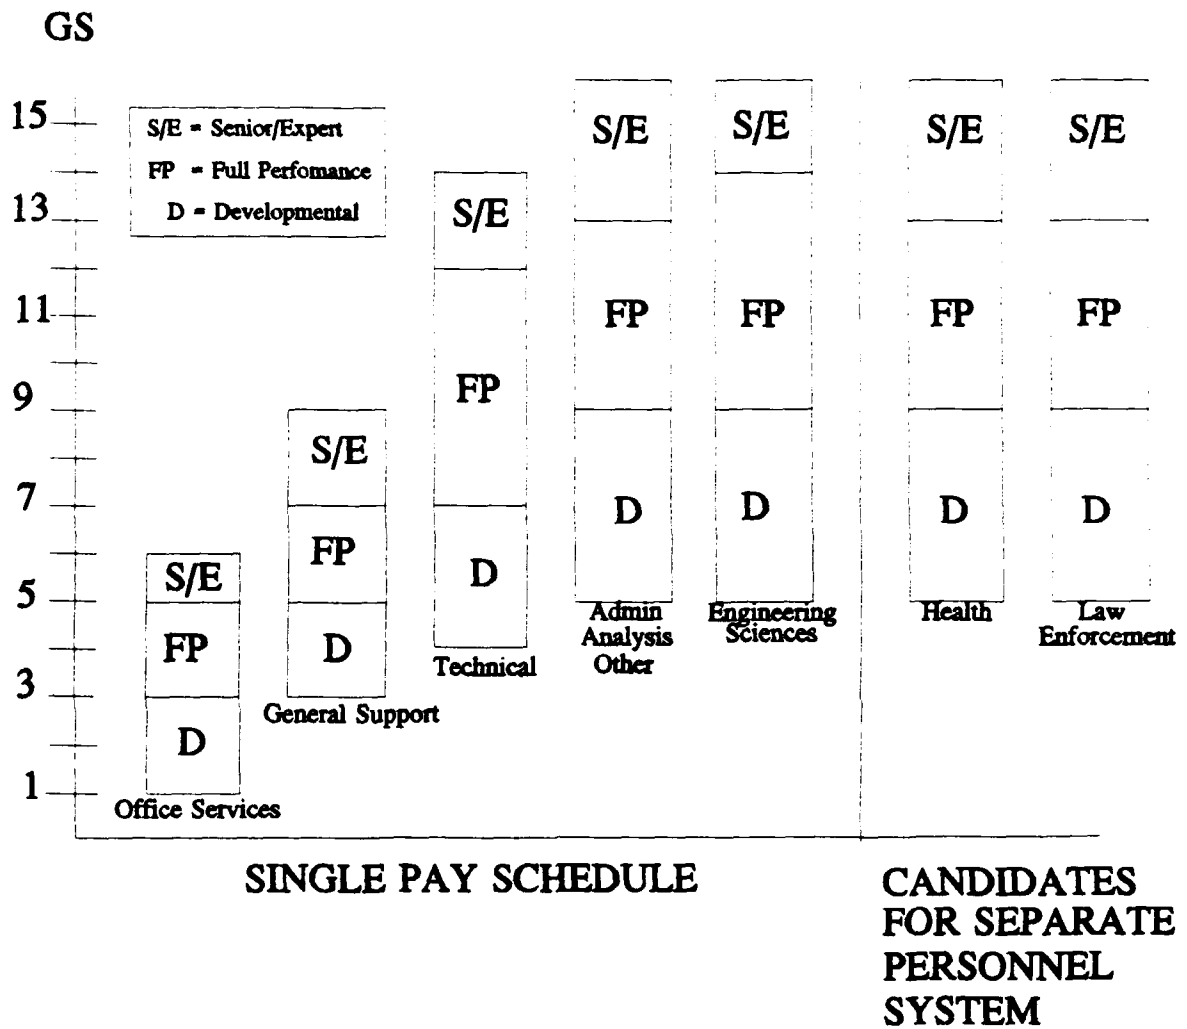 GS
15
13
11
9
7
5
3
1
S/E = Senior/Expert
FP = Full Perfomance
D = Developmental
S/E
FP
D
Office Services
S/E
FP
D
General Support
S/E
FP
D
Technical
S/E
FP
D
Admin
Analysis
Other
S/E
FP
D
Engineering
Sciences
S/E
FP
D
Health
S/E
FP
D
Law
Enforcement
SINGLE PAY SCHEDULE
CANDIDATES
FOR SEPARATE
PERSONNEL
SYSTEM